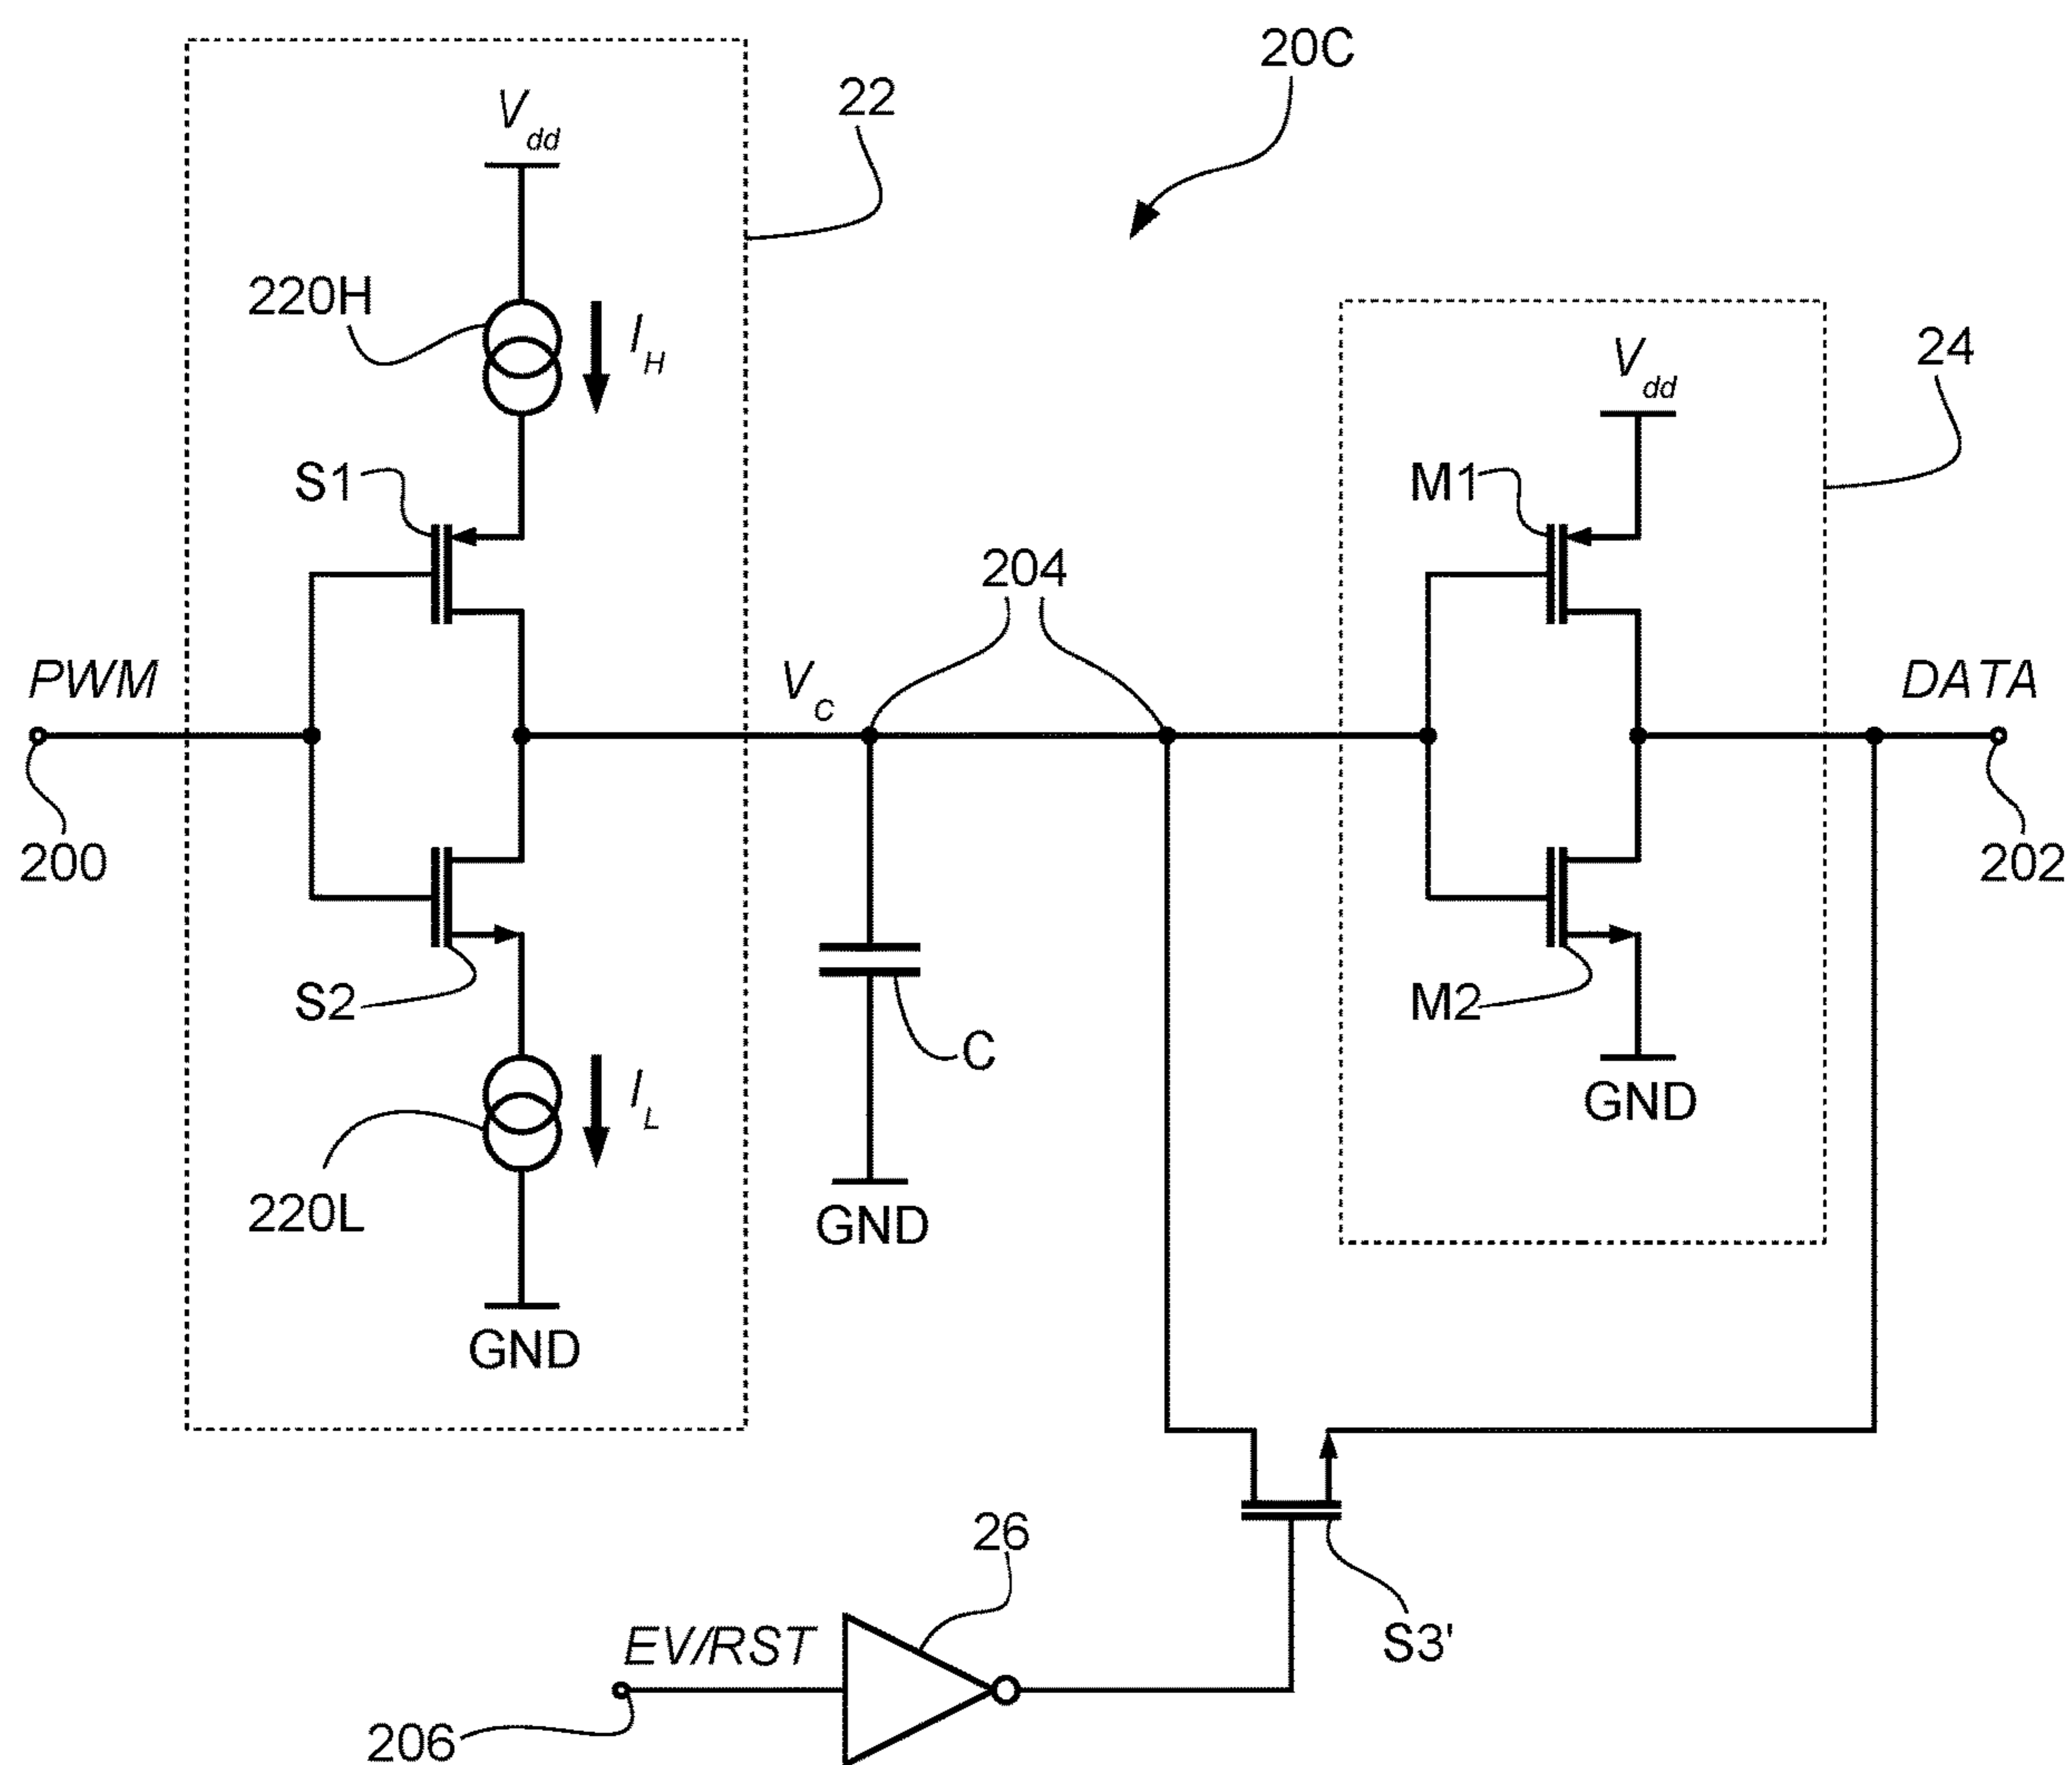 20C
22
Vdd
220H
IH
24
Vdd
S1
M1
204
PWM
VC
DATA
200
202
S2
M2
C
IL
GND
220L
GND
GND
26
EV/RST
S3'
206